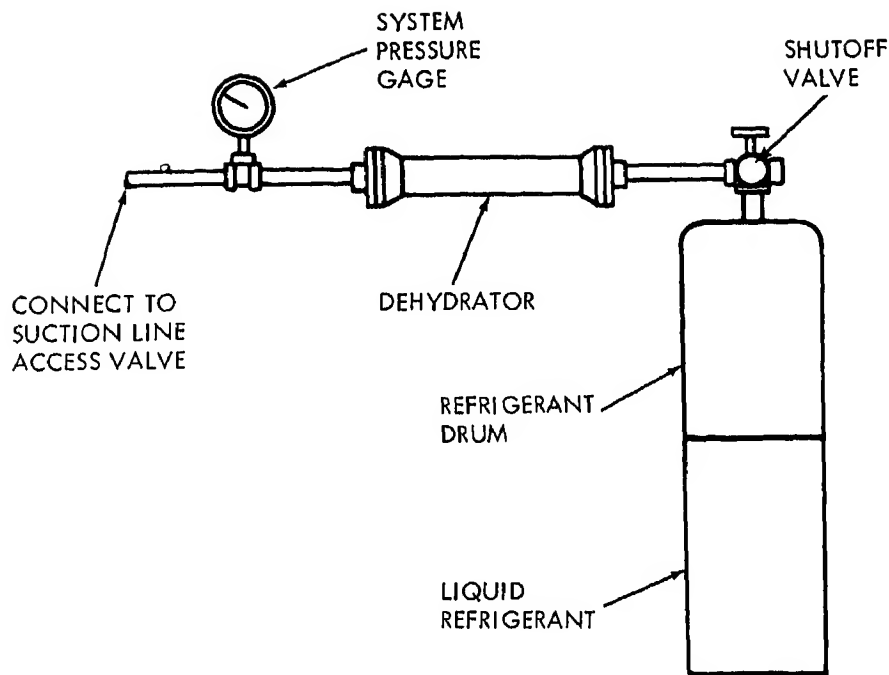 SYSTEM
PRESSURE
GAGE
SHUTOFF
VALVE
CONNECT TO
SUCTION LINE
ACCESS VALVE
DEHYDRATOR
REFRIGERANT
DRUM
LIQUID
REFRIGERANT